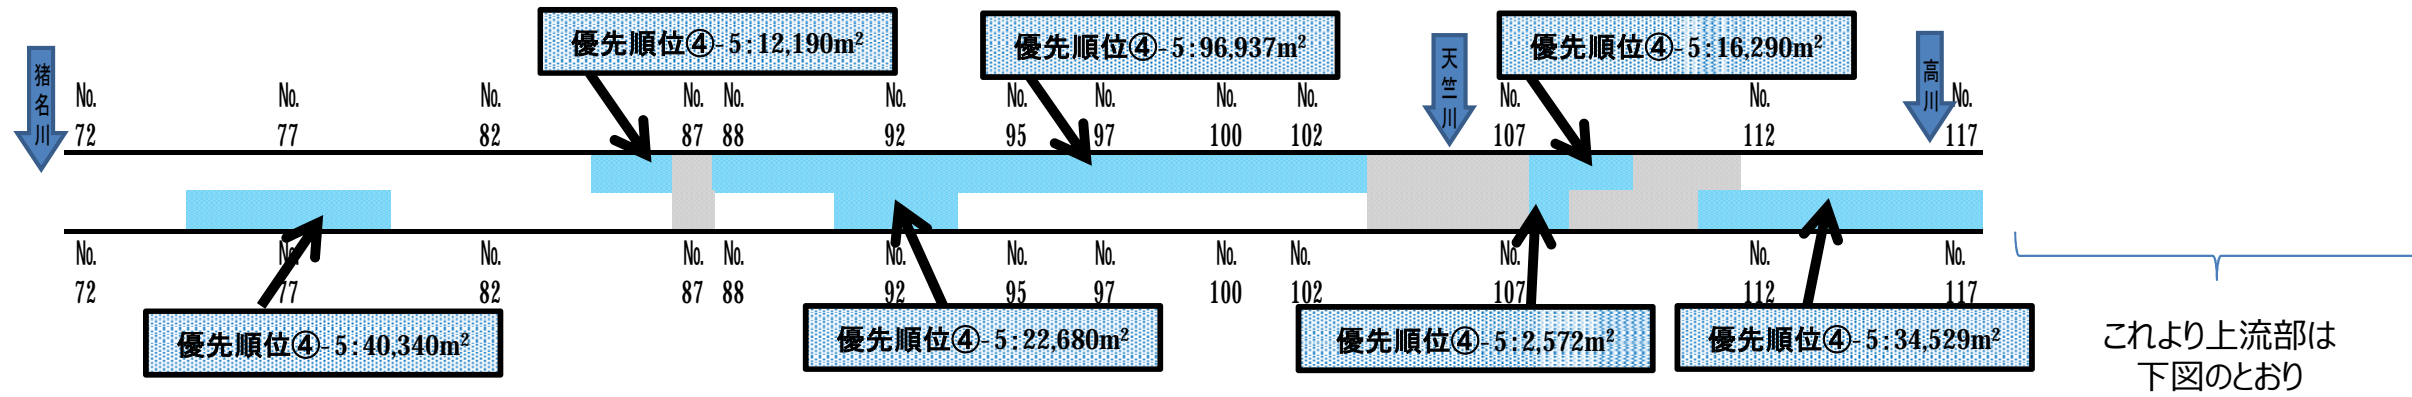 優先順位④-5:12,190m²
優先順位④-5:96,937m²
優先順位④-5:16,290m²
猪名川
天竺川
高川
No. No. No. No. No. No. No. No. No. No. No. No. No.
72 77 82 87 88 92 95 97 100 102 107 112 117
No. No. No. No. No. No. No. No. No. No. No. No. No.
72 77 82 87 88 92 95 97 100 102 107 112 117
優先順位④-5:40,340m²
優先順位④-5:22,680m²
優先順位④-5:2,572m²
優先順位④-5:34,529m²
これより上流部は
下図のとおり